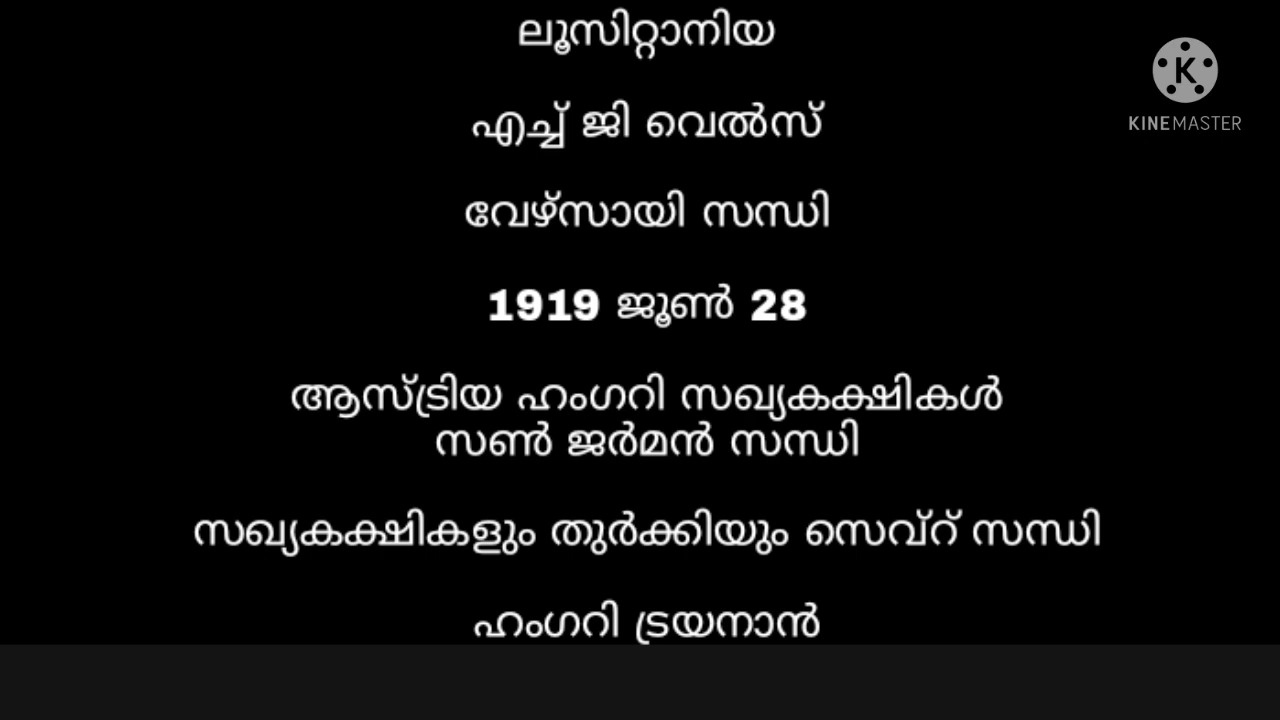 ലൂസിറ്റാനിയ
K
KINEMASTER
എച്ച് ജി വെൽസ്
വേഴ്സായി സന്ധി
1919 ജൂൺ 28
ആസ്ട്രിയ ഹംഗറി സഖ്യകക്ഷികൾ
സൺ ജർമൻ സന്ധി
സഖ്യകക്ഷികളും തുർക്കിയും സെവ്റ് സന്ധി
ഹംഗറി ട്രയനാൻ